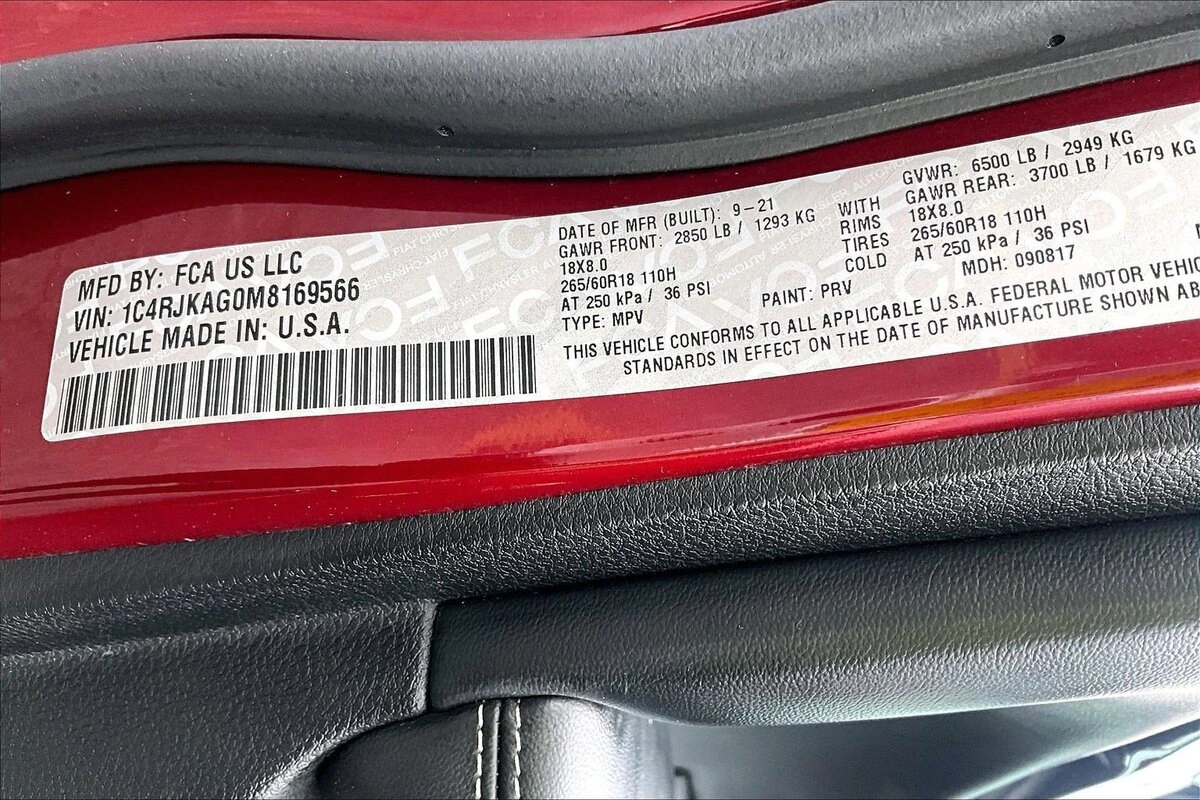 MFD BY: FCA US LLC
VIN: 1C4RJKAG0M8169566
VEHICLE MADE IN: U.S.A.
DATE OF MFR (BUILT): 9-21
GAWR FRONT: 2850 LB / 1293 KG
18X8.0
265/60R18 110H
AT 250 kPa / 36 PSI
TYPE: MPV
PAINT: PRV
WITH
RIMS
TIRES
COLD
GVWR: 6500 LB / 2949 KG
GAWR REAR: 3700 LB / 1679 KG
18X8.0
265/60R18 110H
AT 250 kPa / 36 PSI
MDH: 090817
THIS VEHICLE CONFORMS TO ALL APPLICABLE U.S.A. FEDERAL MOTOR
STANDARDS IN EFFECT ON THE DATE OF MANUFACTURE SHOWN